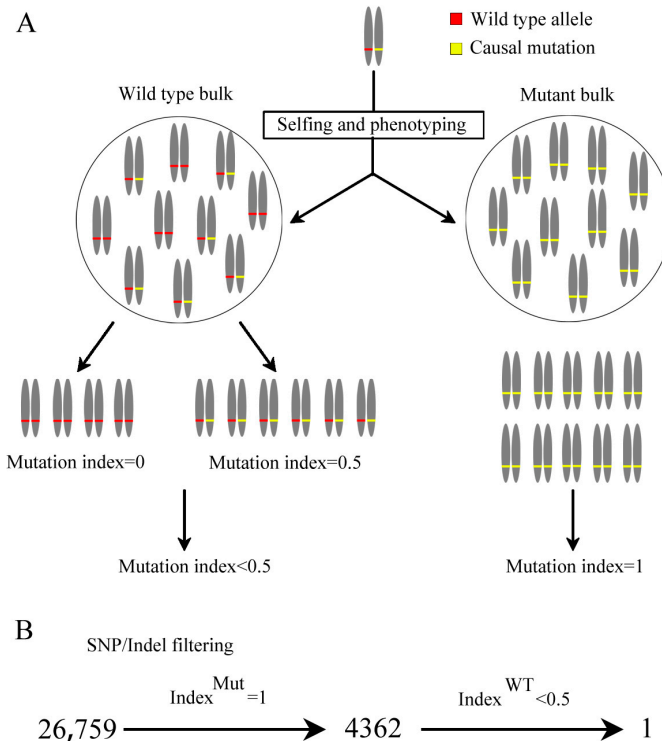 A
Wild type allele
Causal mutation
Wild type bulk
Mutant bulk
Selfing and phenotyping
Mutation index=0
Mutation index=0.5
Mutation index<0.5
Mutation index=1
B
SNP/Indel filtering
Index^Mut=1
Index^WT<0.5
26,759
4362
1